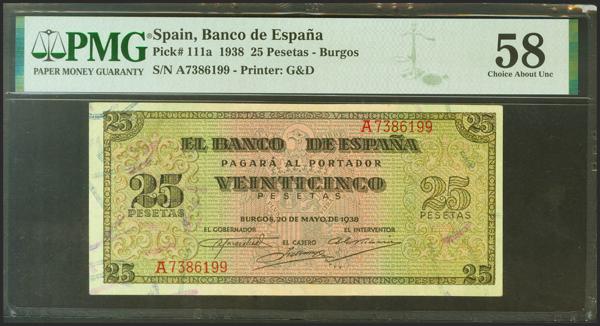 PMG
PAPER MONEY GUARANTY
Spain, Banco de España
Pick# 111a 1938 25 Pesetas - Burgos
S/N A7386199 - Printer: G&D
58
Choice About Unc
25
25
A7386199
EL BANCO DE ESPAÑA
PAGARÁ AL PORTADOR
25
VEINTICINCO
25
PESETAS
PESETAS
PESETAS
BURGOS, 20 DE MAYO DE 1938
EL GOBERNADOR
EL INTERVENTOR
EL CAJERO
A7386199
25
25